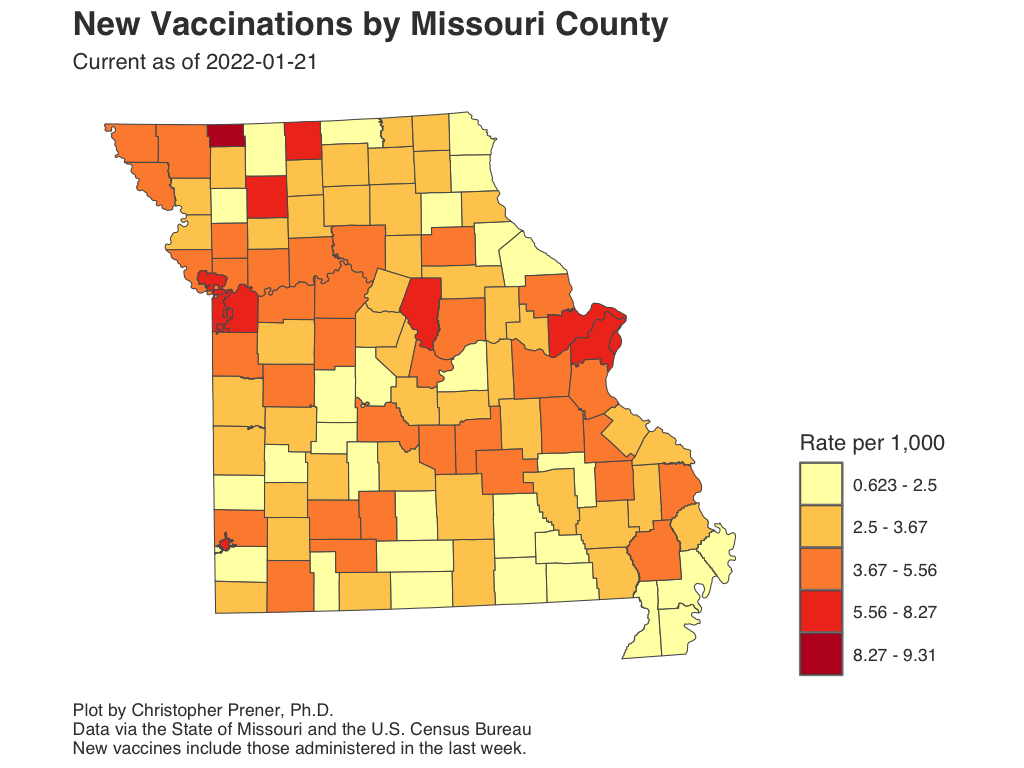 New Vaccinations by Missouri County
Current as of 2022-01-21
Rate per 1,000
0.623 - 2.5
2.5 - 3.67
3.67 - 5.56
5.56 - 8.27
8.27 - 9.31
Plot by Christopher Prener, Ph.D.
Data via the State of Missouri and the U.S. Census Bureau
New vaccines include those administered in the last week.